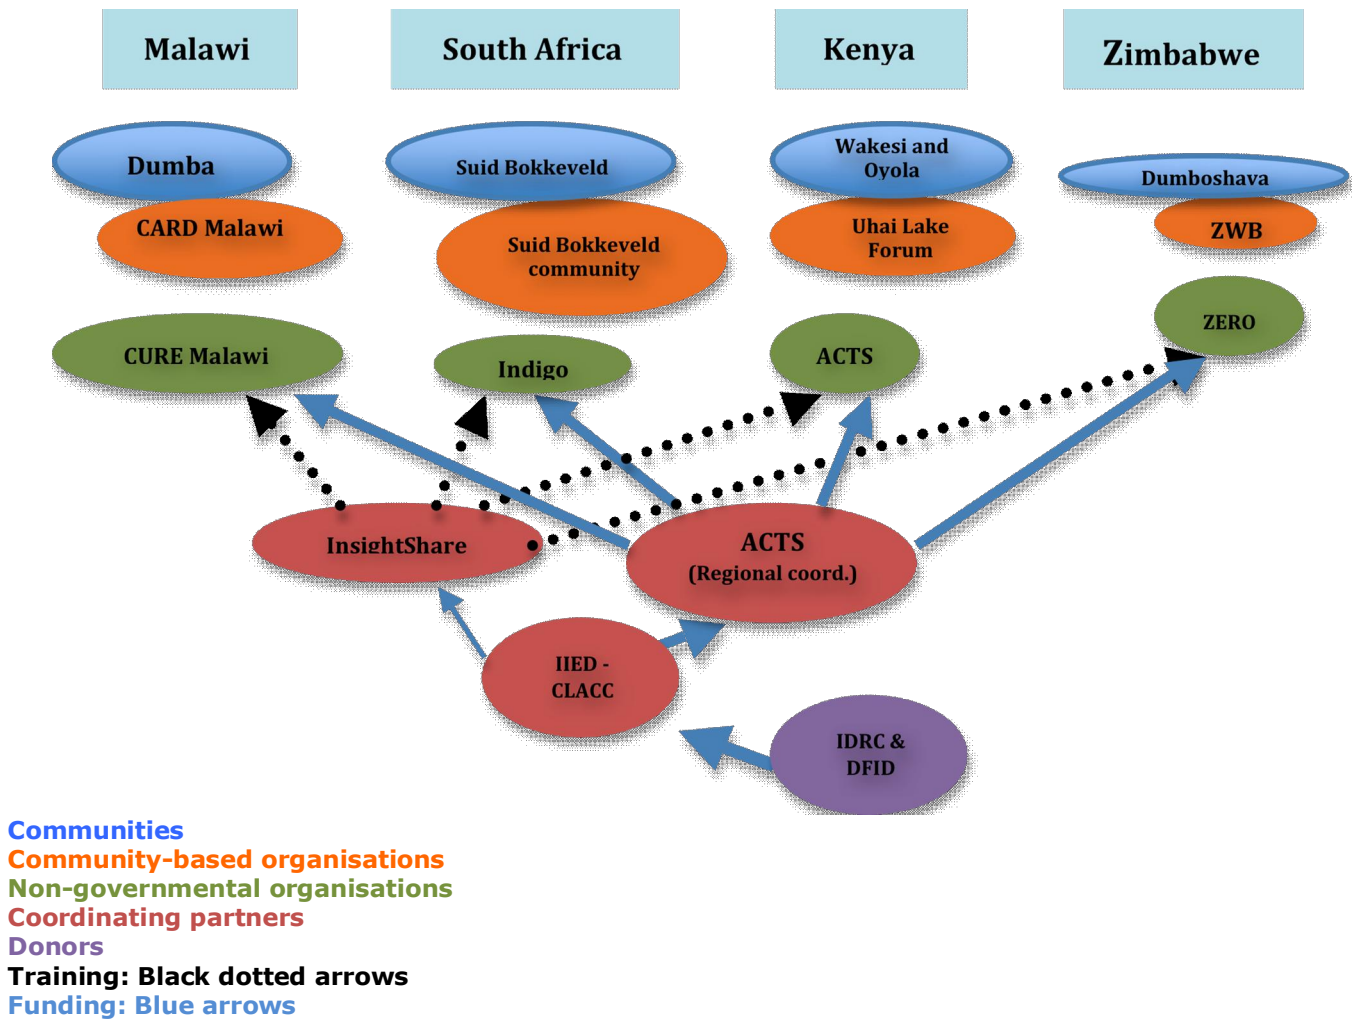 Malawi
South Africa
Kenya
Zimbabwe
Dumba
Suid Bokkeveld
Wakesi and
Oyola
Dumboshava
CARD Malawi
Suid Bokkeveld
community
Uhai Lake
Forum
ZWB
CURE Malawi
Indigo
ACTS
ZERO
InsightShare
ACTS
(Regional coord.)
IIED -
CLACC
IDRC &
DFID
Communities
Community-based organisations
Non-governmental organisations
Coordinating partners
Donors
Training: Black dotted arrows
Funding: Blue arrows